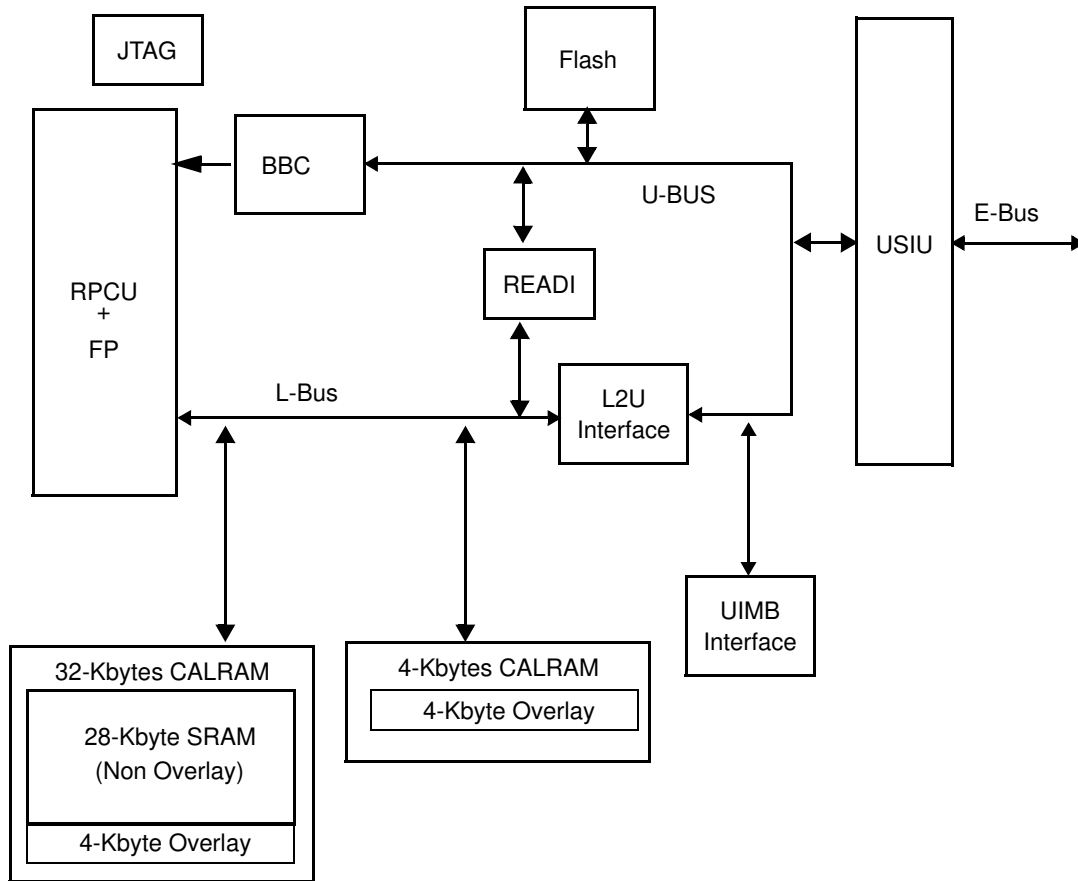 JTAG
Flash
BBC
U-BUS
E-Bus
USIU
READI
RPCU
+
FP
L-Bus
L2U
Interface
UIMB
Interface
32-Kbytes CALRAM
28-Kbyte SRAM
(Non Overlay)
4-Kbyte Overlay
4-Kbytes CALRAM
4-Kbyte Overlay